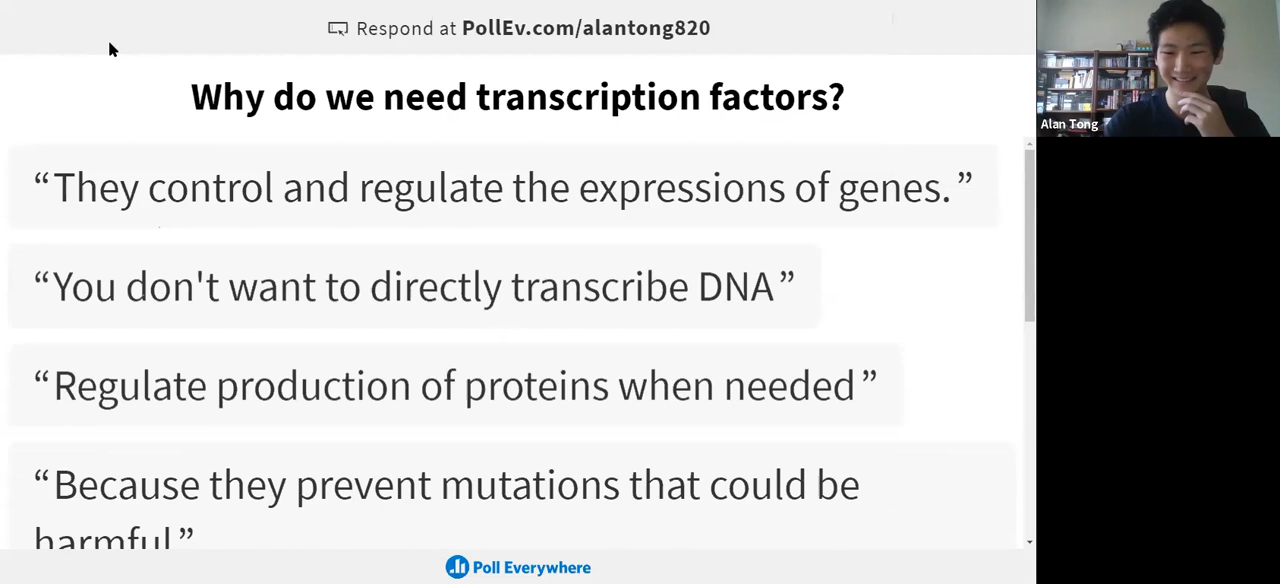 Respond at PollEv.com/alantong820
Why do we need transcription factors?
Alan Tong
“They control and regulate the expressions of genes.”
“You don't want to directly transcribe DNA”
“Regulate production of proteins when needed”
“Because they prevent mutations that could be
harmful”
Poll Everywhere